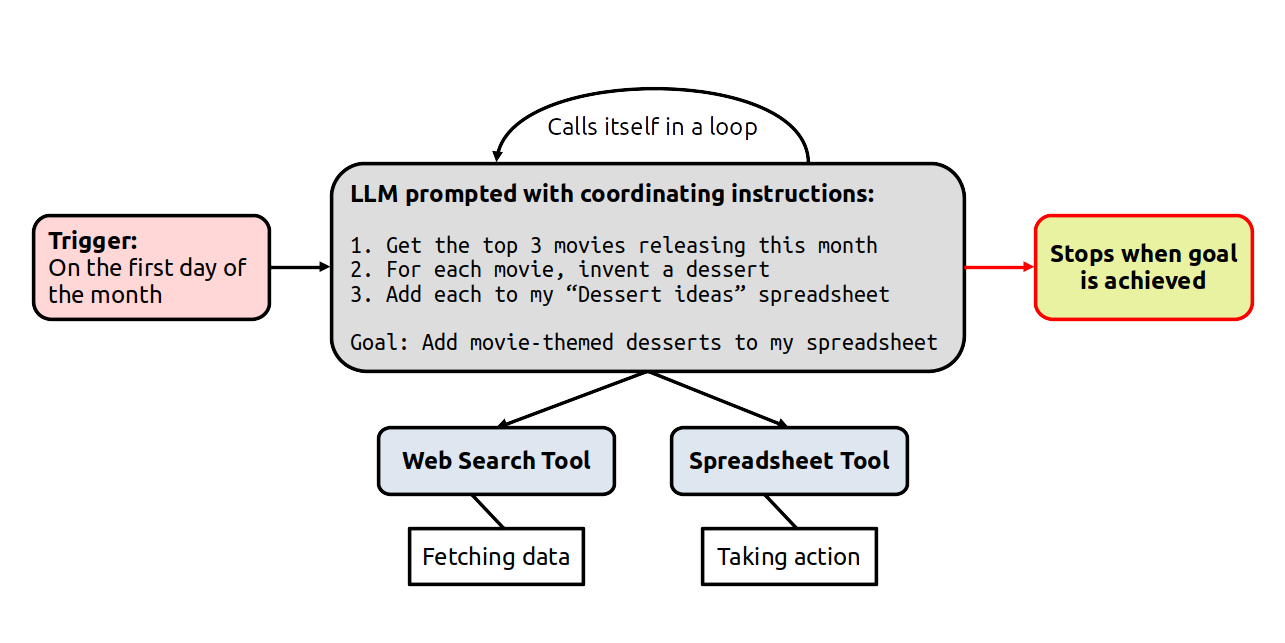 Calls itself in a loop
LLM prompted with coordinating instructions:
1. Get the top 3 movies releasing this month
2. For each movie, invent a dessert
3. Add each to my “Dessert ideas” spreadsheet
Goal: Add movie-themed desserts to my spreadsheet
Trigger:
On the first day of
the month
Stops when goal
is achieved
Web Search Tool
Spreadsheet Tool
Fetching data
Taking action